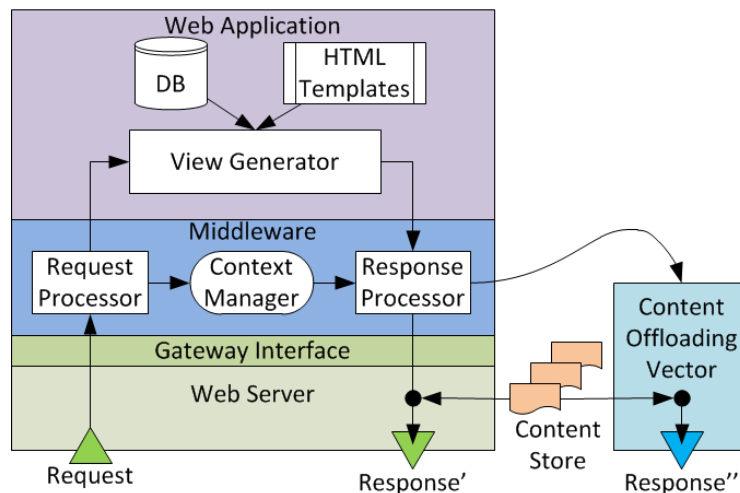 Web Application
DB
HTML
Templates
View Generator
Middleware
Request
Processor
Context
Manager
Response
Processor
Content
Offloading
Vector
Gateway Interface
Web Server
Content
Store
Request
Response'
Response''